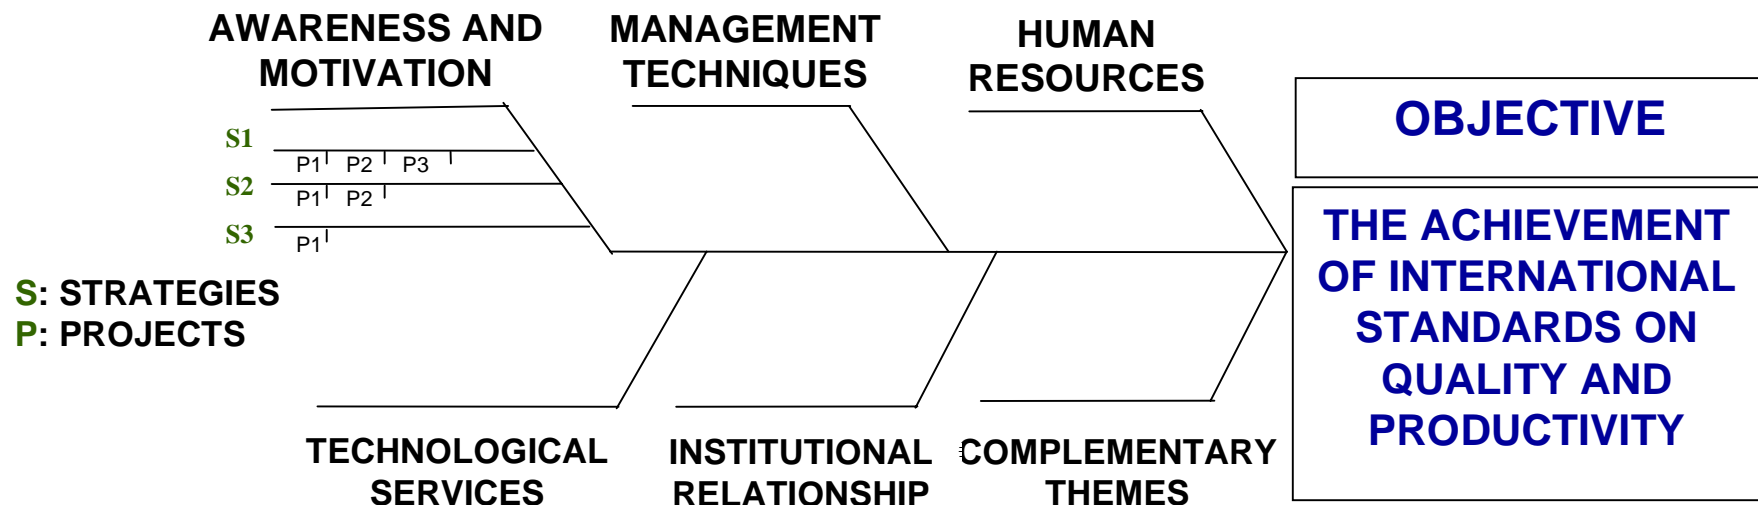 AWARENESS AND
MOTIVATION
MANAGEMENT
TECHNIQUES
HUMAN
RESOURCES
OBJECTIVE
S1
P1 P2 P3
S2
P1 P2
S3
P1
THE ACHIEVEMENT
OF INTERNATIONAL
STANDARDS ON
QUALITY AND
PRODUCTIVITY
S: STRATEGIES
P: PROJECTS
TECHNOLOGICAL
SERVICES
INSTITUTIONAL
RELATIONSHIP
COMPLEMENTARY
THEMES